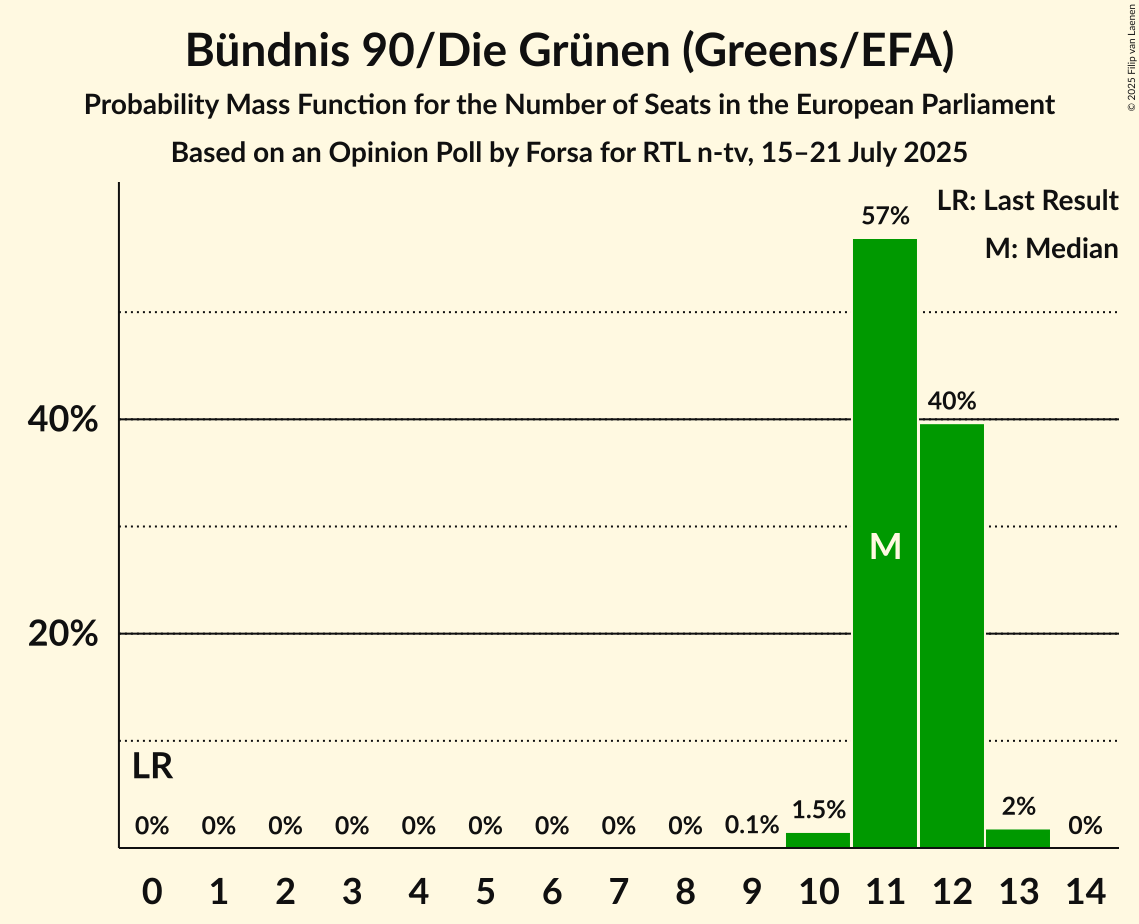 Bündnis 90/Die Grünen (Greens/EFA)
Probability Mass Function for the Number of Seats in the European Parliament
Based on an Opinion Poll by Forsa for RTL n-tv, 15–21 July 2025
© 2025 Filip van Laenen
LR: Last Result
M: Median
57%
40%
40%
M
20%
LR
0% 0% 0% 0% 0% 0% 0% 0% 0% 0.1% 1.5% 2% 0%
0 1 2 3 4 5 6 7 8 9 10 11 12 13 14